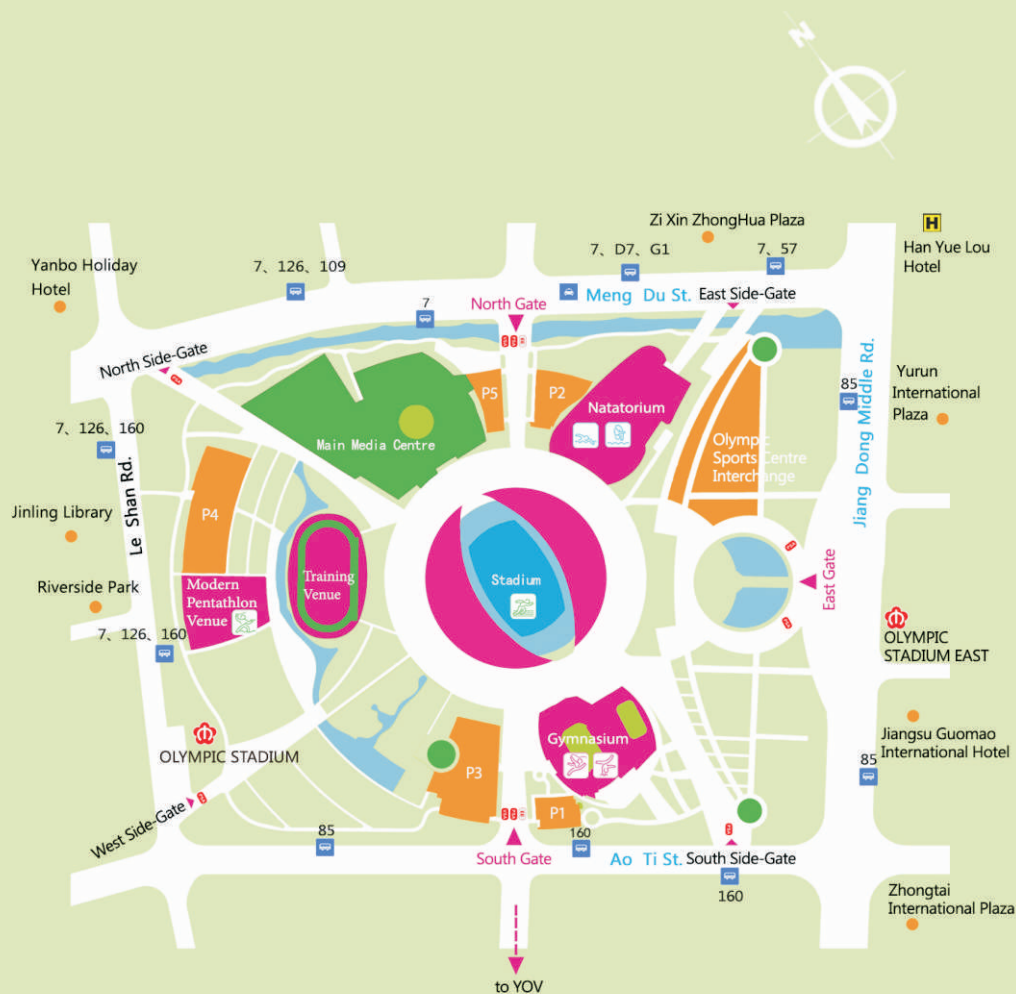 N
Zi Xin ZhongHua Plaza
H
Han Yue Lou
Hotel
Yanbo Holiday
Hotel
7、126、109
7、D7、G1
7、57
Meng Du St.
East Side-Gate
7
North Gate
North Side-Gate
Jiang Dong Middle Rd.
85
Yurun
International
Plaza
P5
P2
Natatorium
Main Media Centre
Olympic
Sports Centre
Interchange
7、126、160
Le Shan Rd.
P4
Jinling Library
Riverside Park
Modern
Pentathlon
Venue
Training
Venue
Stadium
East Gate
7、126、160
OLYMPIC
STADIUM EAST
OLYMPIC STADIUM
Gymnasium
Jiangsu Guomao
International Hotel
85
P3
P1
West Side-Gate
85
South Gate
160
Ao Ti St.
South Side-Gate
160
Zhongtai
International Plaza
to YOV